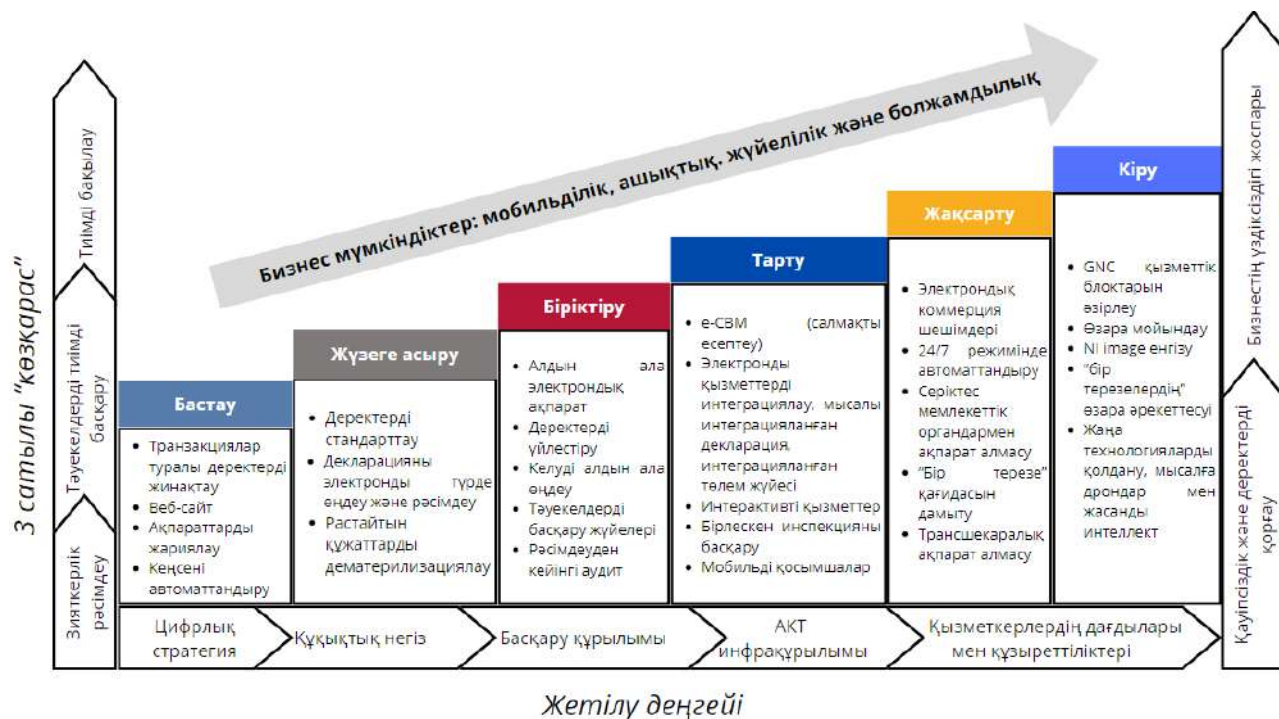 Бизнес мүмкіндіктер: мобильділік, ашықтық. жүйелілік және болжамдылық
3 сатылы “көзқарас”
Тиімді бақылау
Тәуекелдерді тиімді
басқару
Зияткерлік
рәсімдеу
Бастау
• Транзакциялар
туралы деректерді
жинақтау
• Веб-сайт
• Ақпараттарды
жариялау
• Кеңсені
автоматтандыру
Жүзеге асыру
• Деректерді
стандарттау
• Декларацияны
электронды түрде
өңдеу және рәсімдеу
• Растайтын
құжаттарды
дематерилизациялау
Біріктіру
• Алдын ала
электрондық
ақпарат
• Деректерді
үйлестіру
• Келуді алдын ала
өңдеу
• Тәуекелдерді
басқару жүйелері
• Рәсімдеуден
кейінгі аудит
Тарту
• e-CBM (салмақты
есептеу)
• Электронды
қызметтерді
интеграциялау, мысалы
интеграцияланған
декларация,
интеграцияланған
төлем жүйесі
• Интерактивті қызметтер
• Бірлескен инспекцияны
басқару
• Мобильді қосымшалар
Жақсарту
• Электрондық
коммерция
шешімдері
• 24/7 режимінде
автоматтандыру
• Серіктес
мемлекеттік
органдармен
ақпарат алмасу
• “Бір терезе”
қағидасын
дамыту
• Трансшекаралық
ақпарат алмасу
Кіру
• GNC қызметтік
блоктарын
әзірлеу
• Өзара мойындау
• NI image енгізу
• “бір
терезелердің”
өзара әрекеттесуі
• Жаңа
технологияларды
қолдану, мысалға
дрондар мен
жасанды
интеллект
Бизнестің үздіксіздігі жоспары
Қауіпсіздік және деректерді
қорғау
Цифрлық
стратегия
Құқықтық негіз
Басқару құрылымы
АКТ
инфрақұрылымы
Қызметкерлердің дағдылары
мен құзыреттіліктері
Жетілу деңгейі